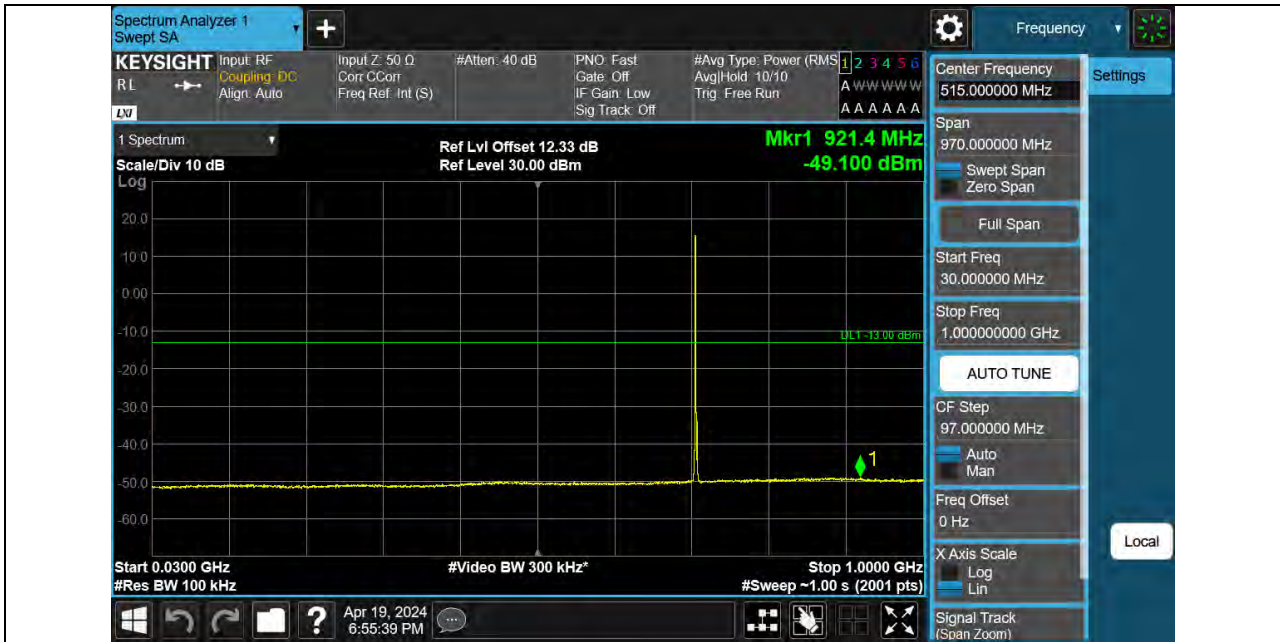 Spectrum Analyzer 1
Swept SA
Frequency
KEYSIGHT
RL
LXI
Input: RF
Coupling: DC
Align: Auto
Input Z: 50 Ω
Corr CCorr
Freq Ref: Int (S)
#Atten: 40 dB
PNO: Fast
Gate: Off
IF Gain: Low
Sig Track: Off
#Avg Type: Power (RMS
Avg|Hold: 10/10
Trig: Free Run
1 2 3 4 5 6
A W W W W W
A A A A A A
Center Frequency
515.000000 MHz
Settings
Span
970.000000 MHz
Swept Span
Zero Span
Full Span
Start Freq
30.000000 MHz
Stop Freq
1.000000000 GHz
AUTO TUNE
CF Step
97.000000 MHz
Auto
Man
Freq Offset
0 Hz
X Axis Scale
Log
Lin
Signal Track
(Span Zoom)
Local
1 Spectrum
Scale/Div 10 dB
Ref Lvl Offset 12.33 dB
Ref Level 30.00 dBm
Mkr1 921.4 MHz
-49.100 dBm
Log
20.0
10.0
0.00
-10.0
DL1 -13.00 dBm
-20.0
-30.0
-40.0
1
-50.0
-60.0
Start 0.0300 GHz
#Video BW 300 kHz*
Stop 1.0000 GHz
#Res BW 100 kHz
#Sweep ~1.00 s (2001 pts)
?
Apr 19, 2024
6:55:39 PM